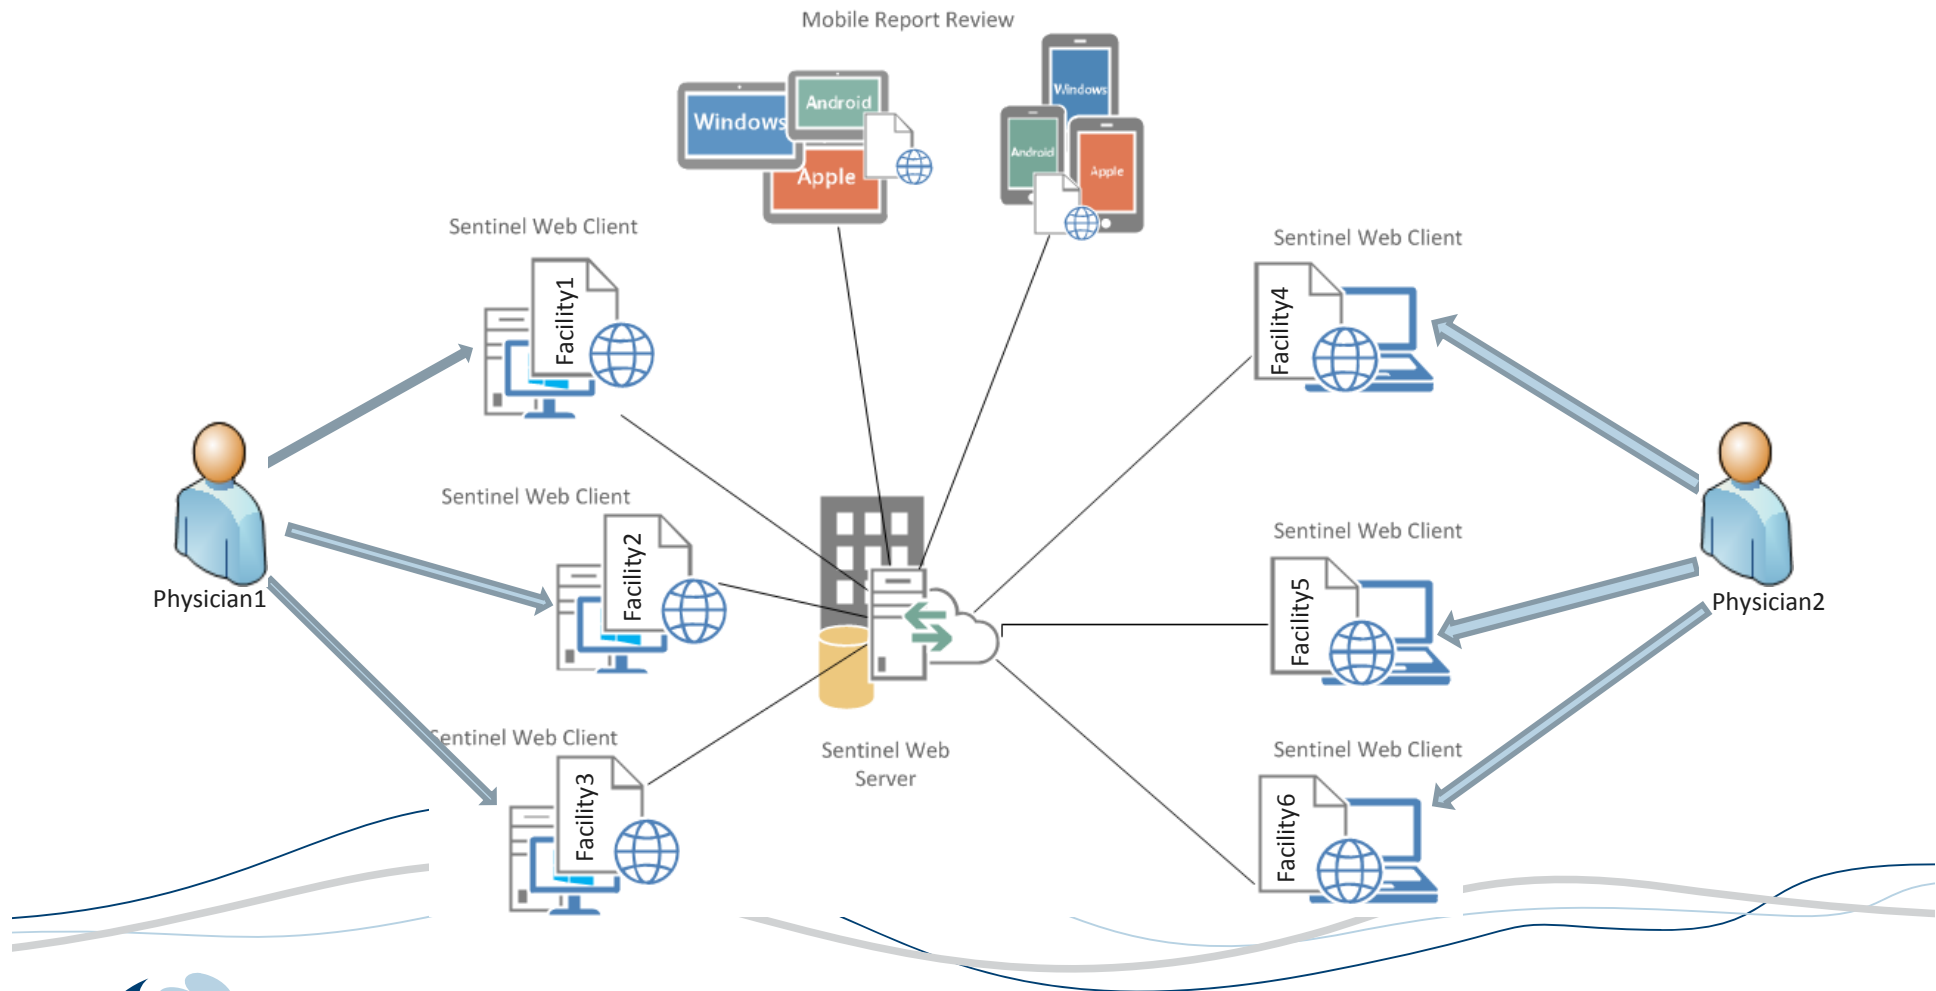 Mobile Report Review
Windows
Android
Apple
Windows
Android
Apple
Sentinel Web Client
Facility1
Sentinel Web Client
Facility4
Physician1
Sentinel Web Client
Facility2
Sentinel Web Client
Facility5
Physician2
Sentinel Web Client
Facility3
Sentinel Web
Server
Sentinel Web Client
Facility6